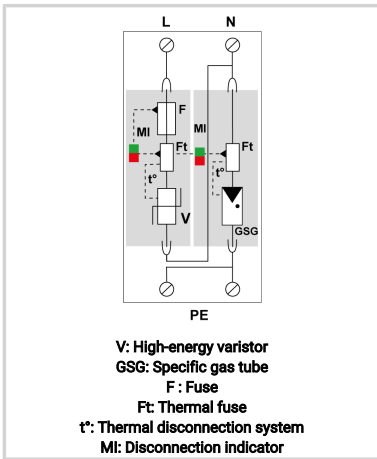 L N
F
MI MI
Ft Ft
t° t°
V
GSG
PE
V: High-energy varistor
GSG: Specific gas tube
F : Fuse
Ft: Thermal fuse
t°: Thermal disconnection system
MI: Disconnection indicator